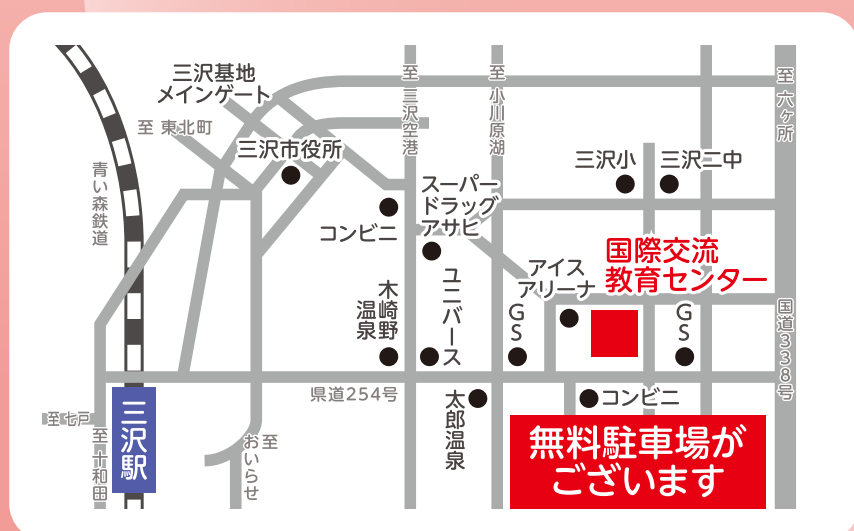 三沢基地
メインゲート
至 東北町
三沢市役所
青い森鉄道
至 三沢空港
至 小川原湖
至 六ヶ所
三沢小
三沢二中
スーパー
ドラッグ
アサヒ
コンビニ
国際交流
教育センター
アイス
アリーナ
木崎野
温泉
ユニバース
GS
GS
国道338号
県道254号
太郎温泉
コンビニ
至 七戸
至 十和田
三沢駅
至
おいらせ
無料駐車場が
ございます